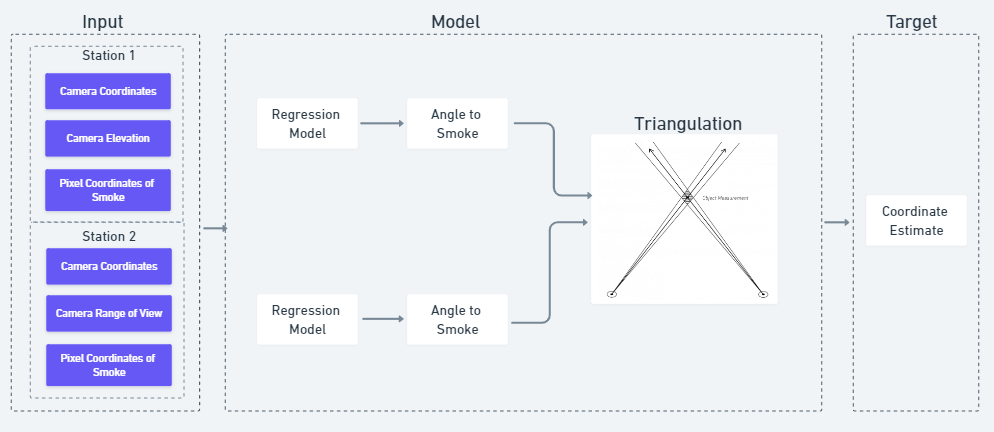 Input
Station 1
Camera Coordinates
Camera Elevation
Pixel Coordinates of
Smoke
Station 2
Camera Coordinates
Camera Range of View
Pixel Coordinates of
Smoke
Model
Regression
Model
Angle to
Smoke
Regression
Model
Angle to
Smoke
Triangulation
Object Measurement
Target
Coordinate
Estimate